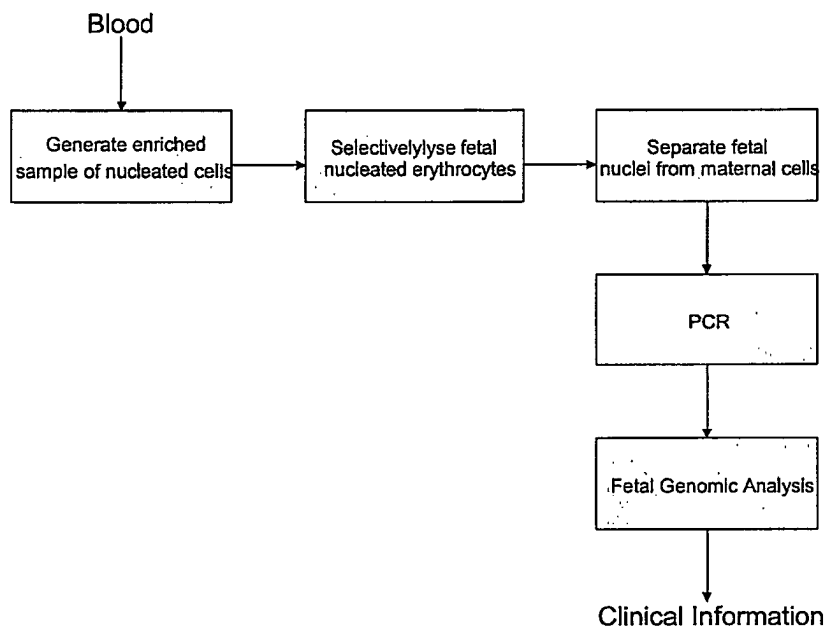 Blood
Generate enriched
sample of nucleated cells
Selectivelylyse fetal
nucleated erythrocytes
Separate fetal
nuclei from maternal cells
PCR
Fetal Genomic Analysis
Clinical Information